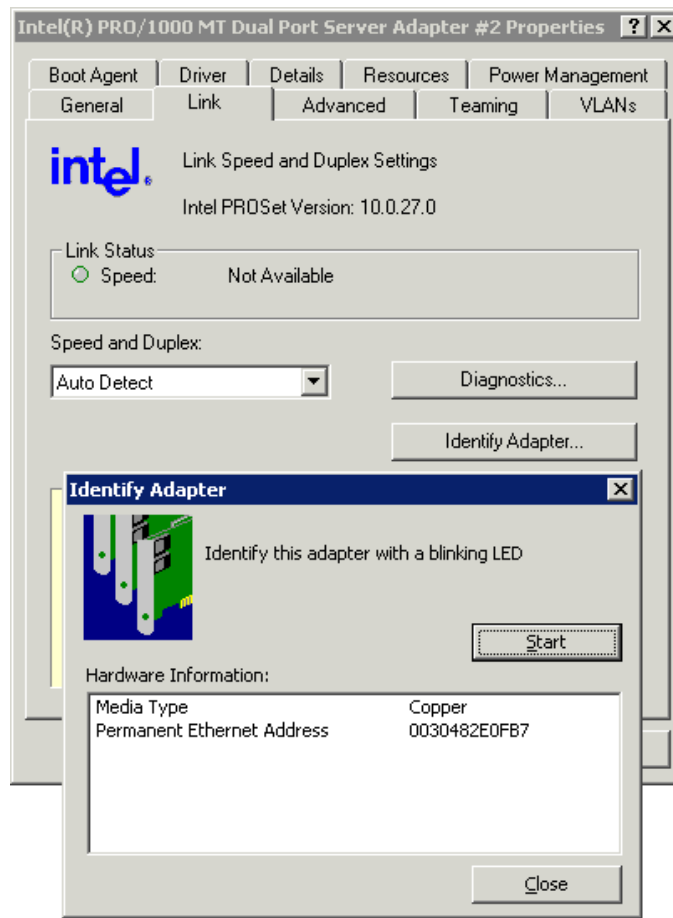 Intel(R) PRO/1000 MT Dual Port Server Adapter #2 Properties
Boot Agent Driver Details Resources Power Management
General Link Advanced Teaming VLANs
intel®
Link Speed and Duplex Settings
Intel PROSet Version: 10.0.27.0
Link Status
Speed: Not Available
Speed and Duplex:
Auto Detect
Diagnostics...
Identify Adapter...
Identify Adapter
Identify this adapter with a blinking LED
Start
Hardware Information:
Media Type Copper
Permanent Ethernet Address 0030482E0FB7
Close